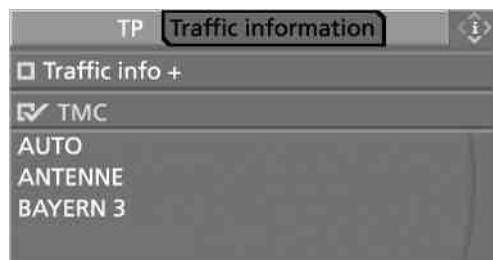 TP Traffic information i
Traffic info +
TMC
AUTO
ANTENNE
BAYERN 3